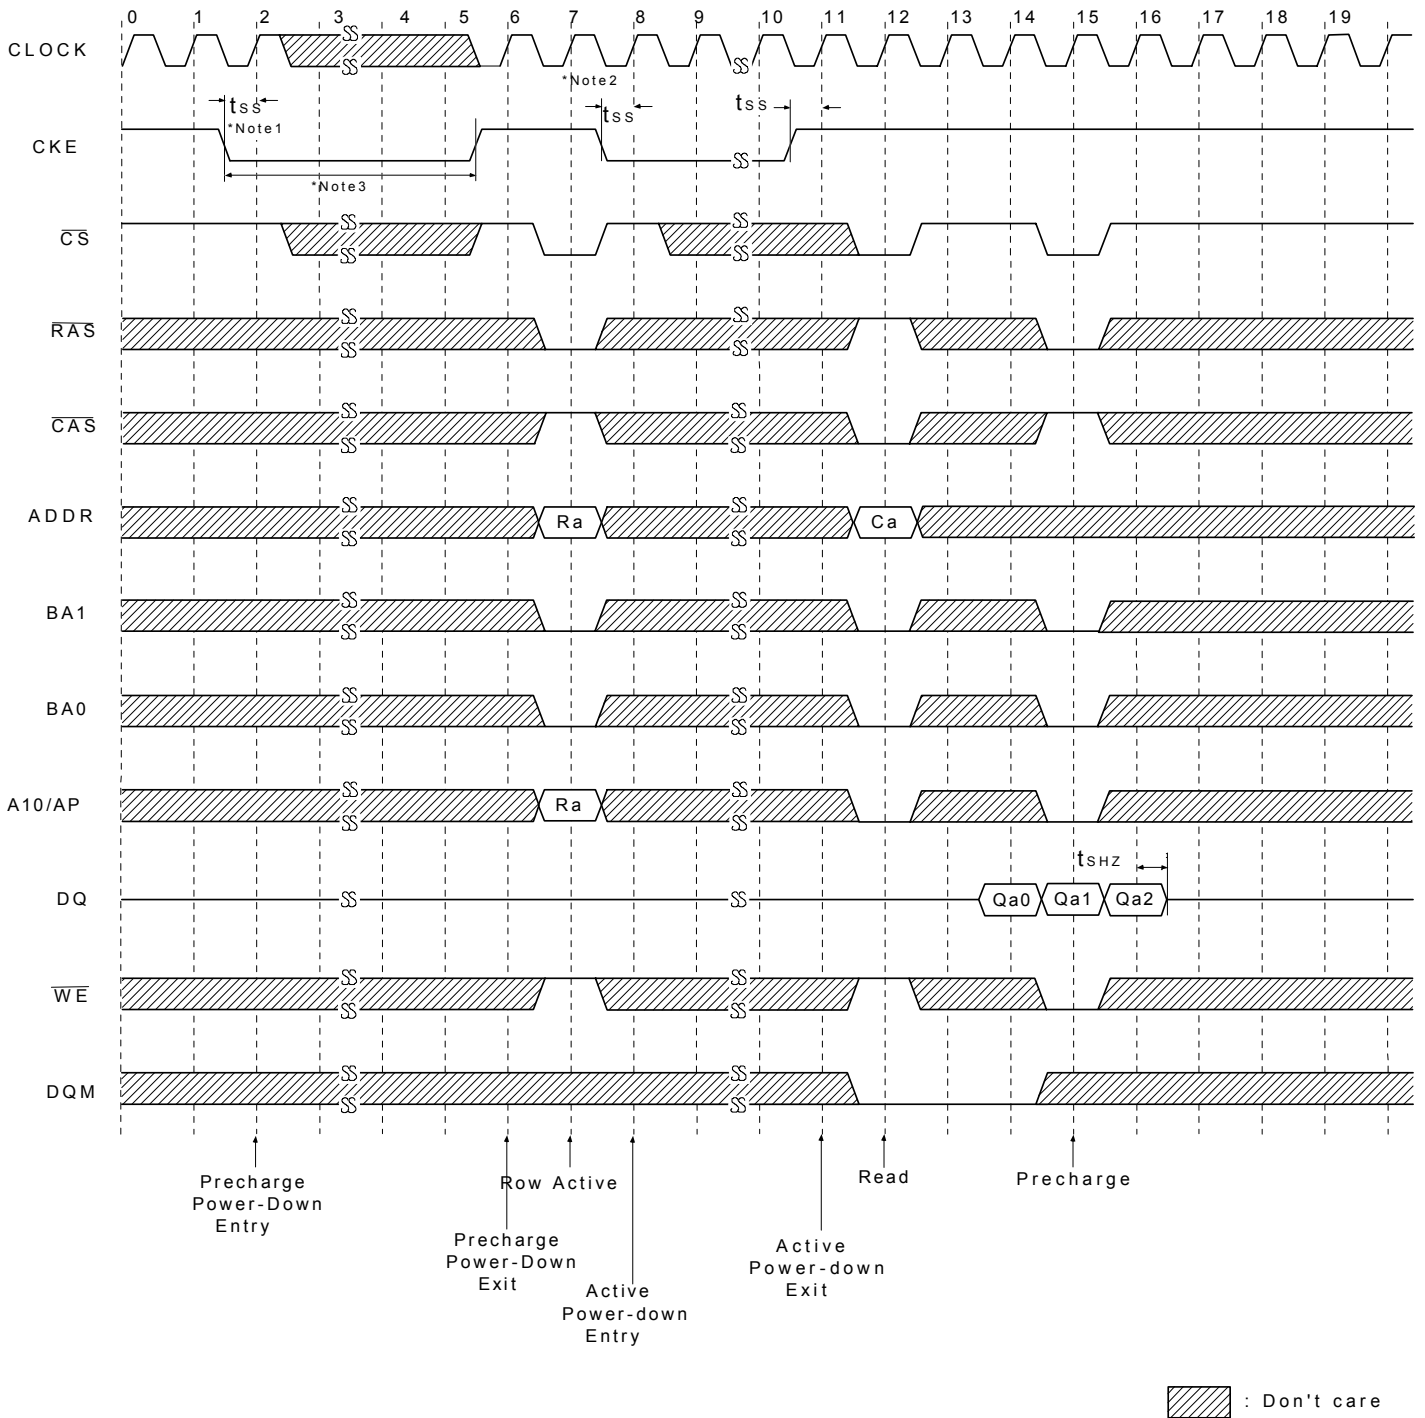 0 1 2 3 4 5 6 7 8 9 10 11 12 13 14 15 16 17 18 19
CLOCK
*Note2
tSS
tSS
tSS
*Note1
CKE
*Note3
CS
RAS
CAS
ADDR
Ra
Ca
BA1
BA0
A10/AP
Ra
tSHZ
DQ
Qa0 Qa1 Qa2
WE
DQM
Precharge
Power-Down
Entry
Row Active
Read
Precharge
Precharge
Power-Down
Exit
Active
Power-down
Exit
Active
Power-down
Entry
: Don't care